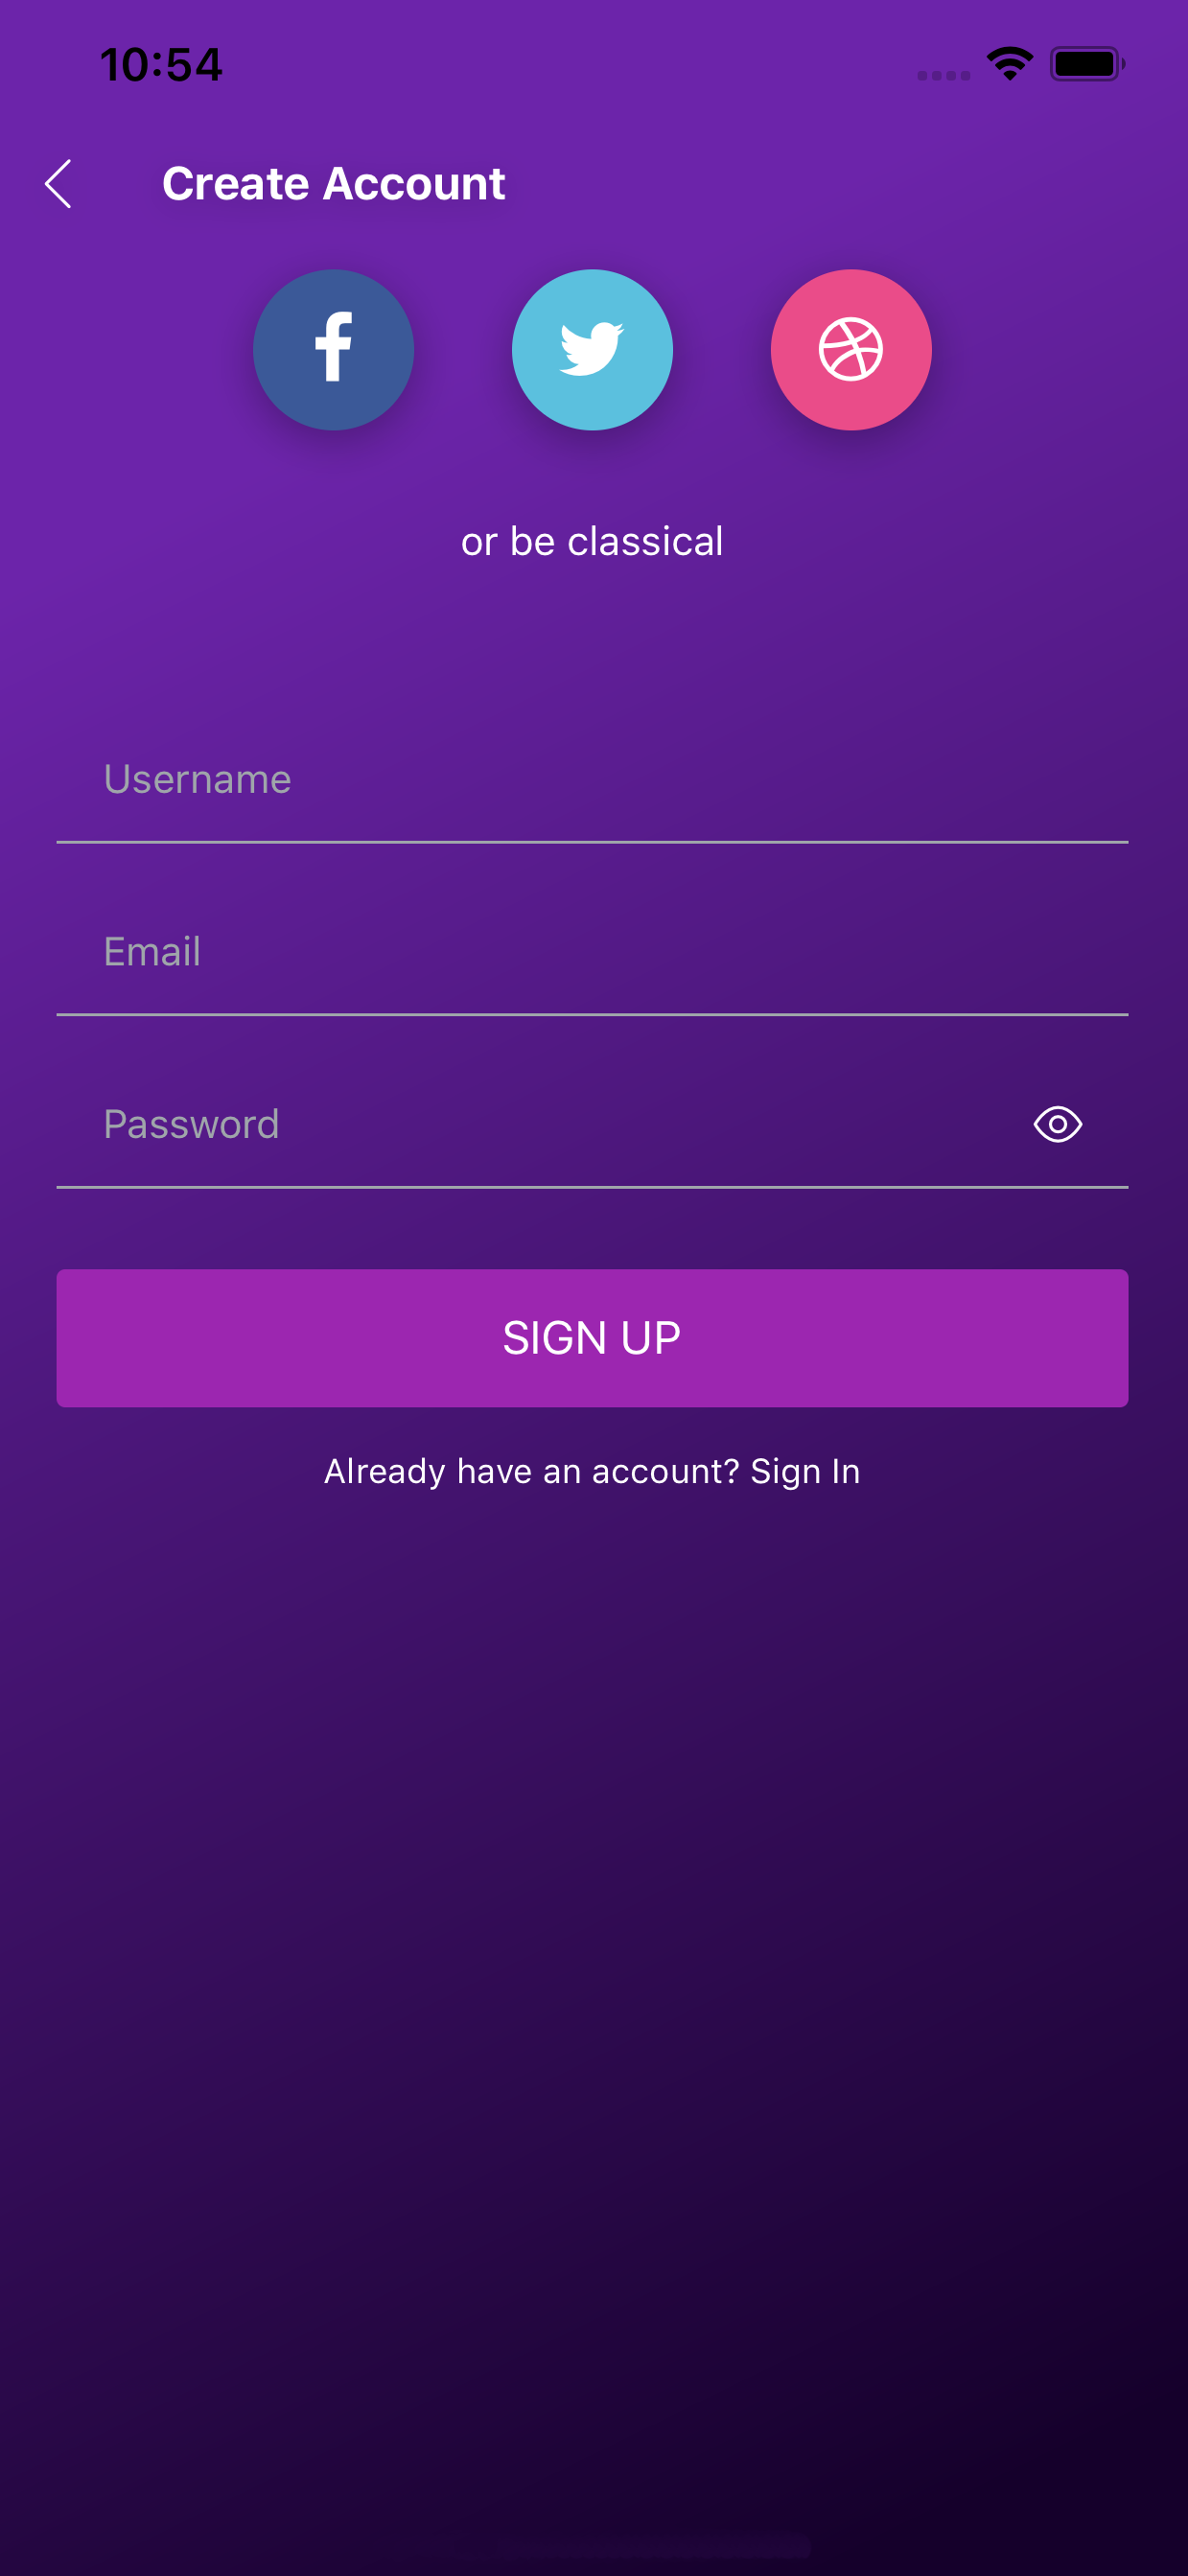 10:54
Create Account
or be classical
Username
Email
Password
SIGN UP
Already have an account? Sign In